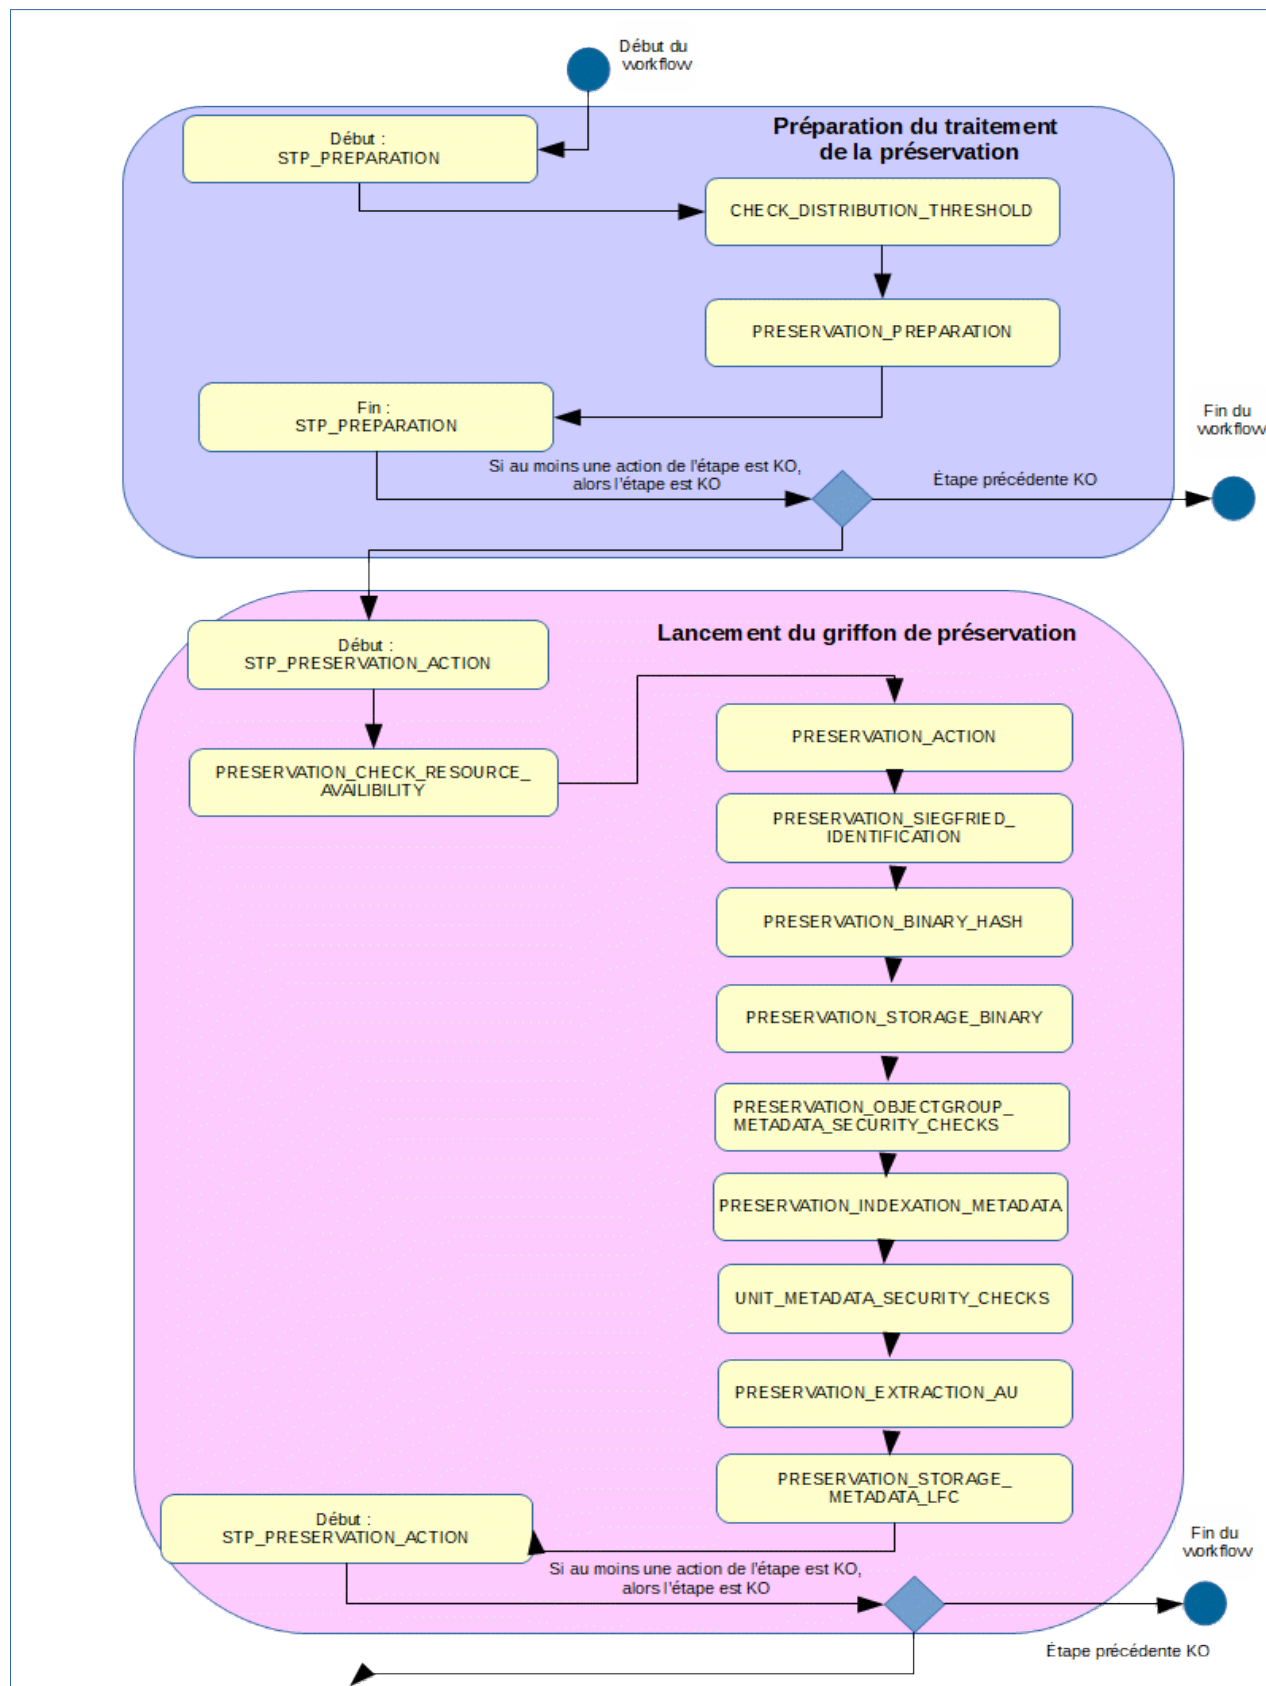 Début du
workflow
Préparation du traitement
de la préservation
Début :
STP_PREPARATION
CHECK_DISTRIBUTION_THRESHOLD
PRESERVATION_PREPARATION
Fin :
STP_PREPARATION
Fin du
workflow
Si au moins une action de l'étape est KO,
alors l'étape est KO
Étape précédente KO
Lancement du griffon de préservation
Début :
STP_PRESERVATION_ACTION
PRESERVATION_CHECK_RESOURCE_
AVAILIBILITY
PRESERVATION_ACTION
PRESERVATION_SIEGFRIED_
IDENTIFICATION
PRESERVATION_BINARY_HASH
PRESERVATION_STORAGE_BINARY
PRESERVATION_OBJECTGROUP_
METADATA_SECURITY_CHECKS
PRESERVATION_INDEXATION_METADATA
UNIT_METADATA_SECURITY_CHECKS
PRESERVATION_EXTRACTION_AU
PRESERVATION_STORAGE_
METADATA_LFC
Début :
STP_PRESERVATION_ACTION
Si au moins une action de l'étape est KO,
alors l'étape est KO
Fin du
workflow
Étape précédente KO